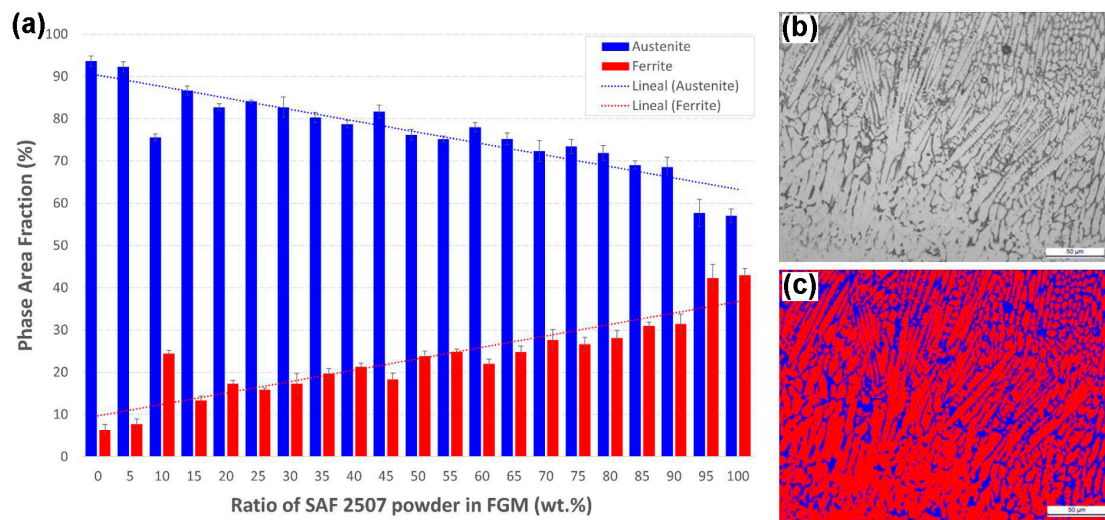 (a)
100
90
80
70
60
50
40
30
20
10
0
Phase Area Fraction (%)
Austenite
Ferrite
Lineal (Austenite)
Lineal (Ferrite)
0 5 10 15 20 25 30 35 40 45 50 55 60 65 70 75 80 85 90 95 100
Ratio of SAF 2507 powder in FGM (wt.%)
(b)
50 µm
(c)
50 µm